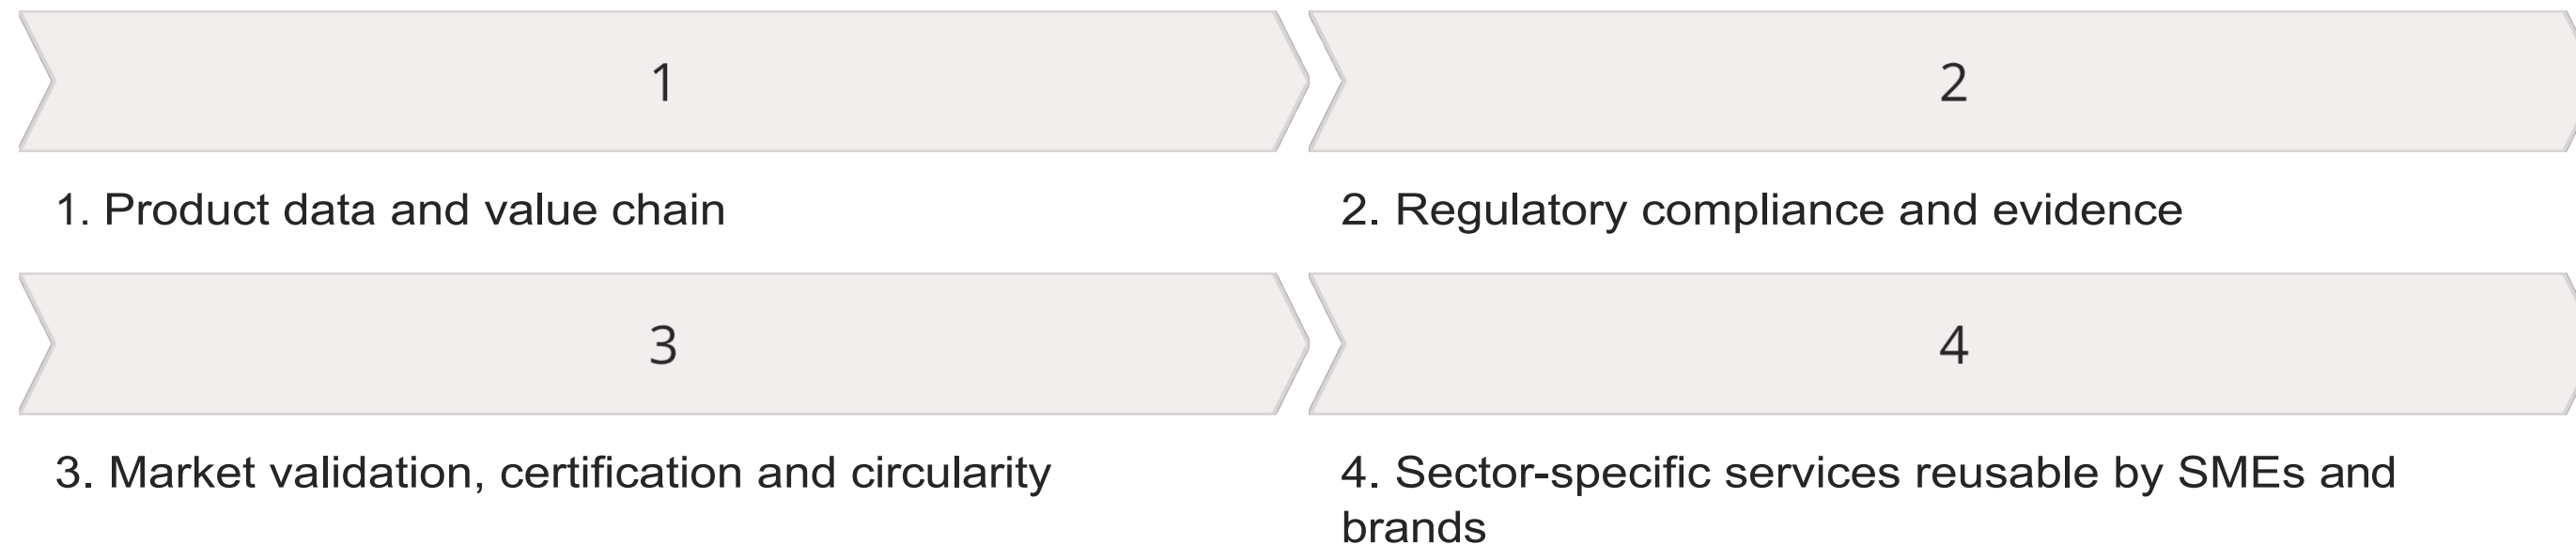 1
2
1. Product data and value chain
2. Regulatory compliance and evidence
3
4
3. Market validation, certification and circularity
4. Sector-specific services reusable by SMEs and
brands